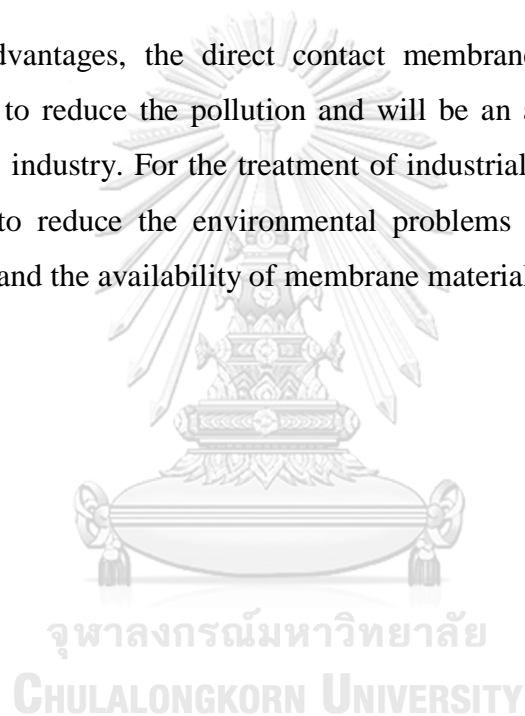 dvantages, the direct contact membran
to reduce the pollution and will be an a
industry. For the treatment of industrial
to reduce the environmental problems
and the availability of membrane material
จุฬาลงกรณ์มหาวิทยาลัย
CHULALONGKORN UNIVERSITY